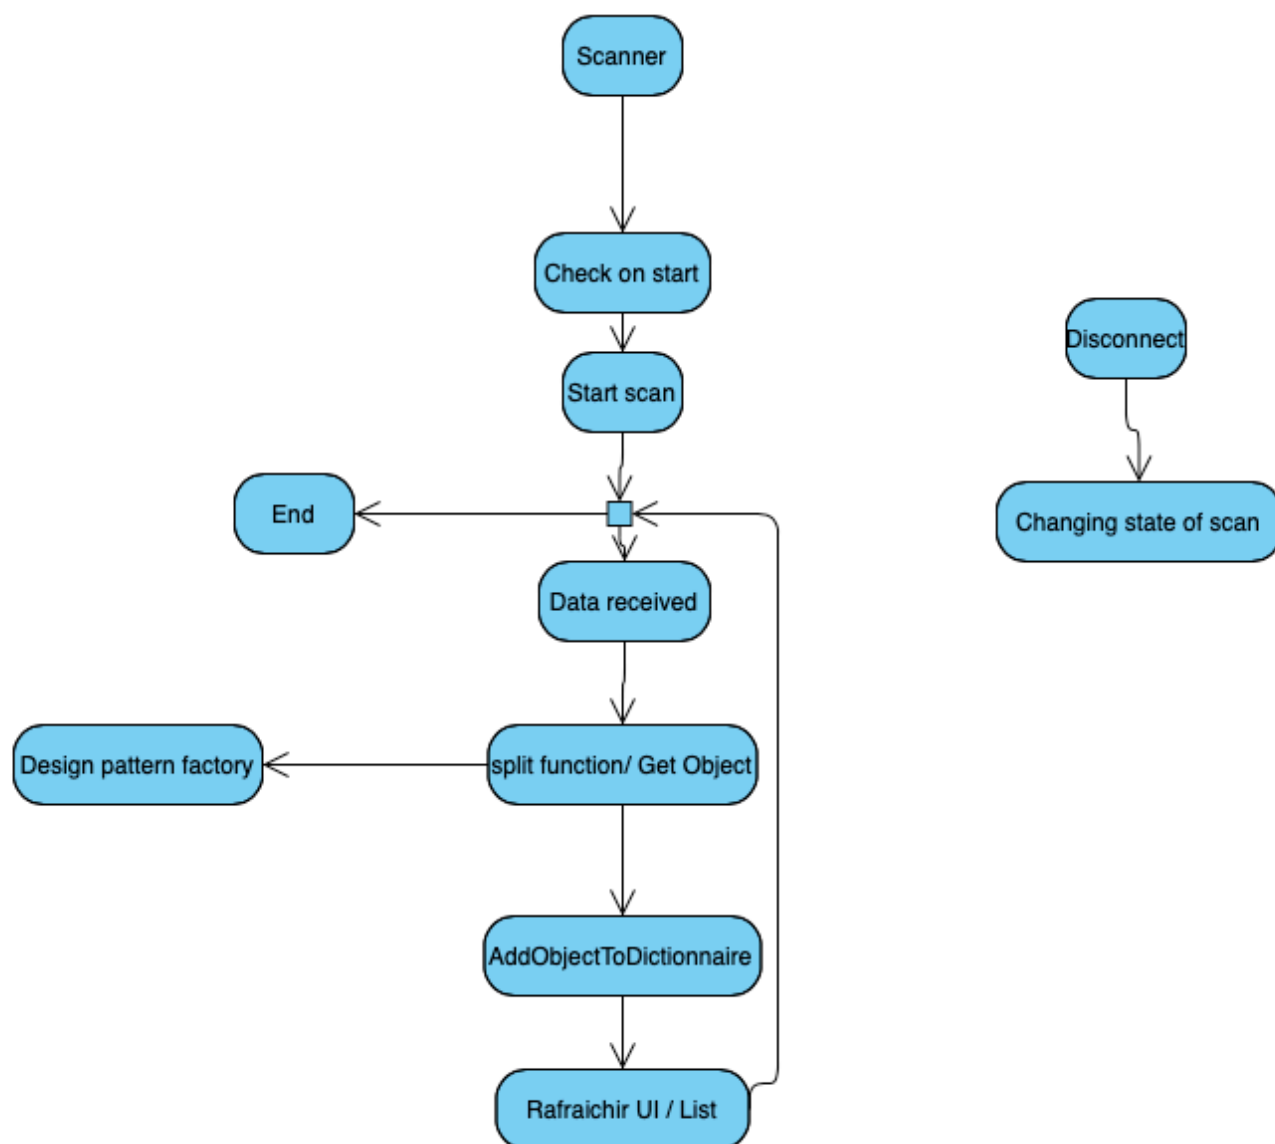 Scanner
Check on start
Disconnect
Start scan
End
Changing state of scan
Data received
Design pattern factory
split function/ Get Object
AddObjectToDictionnaire
Rafraichir UI / List